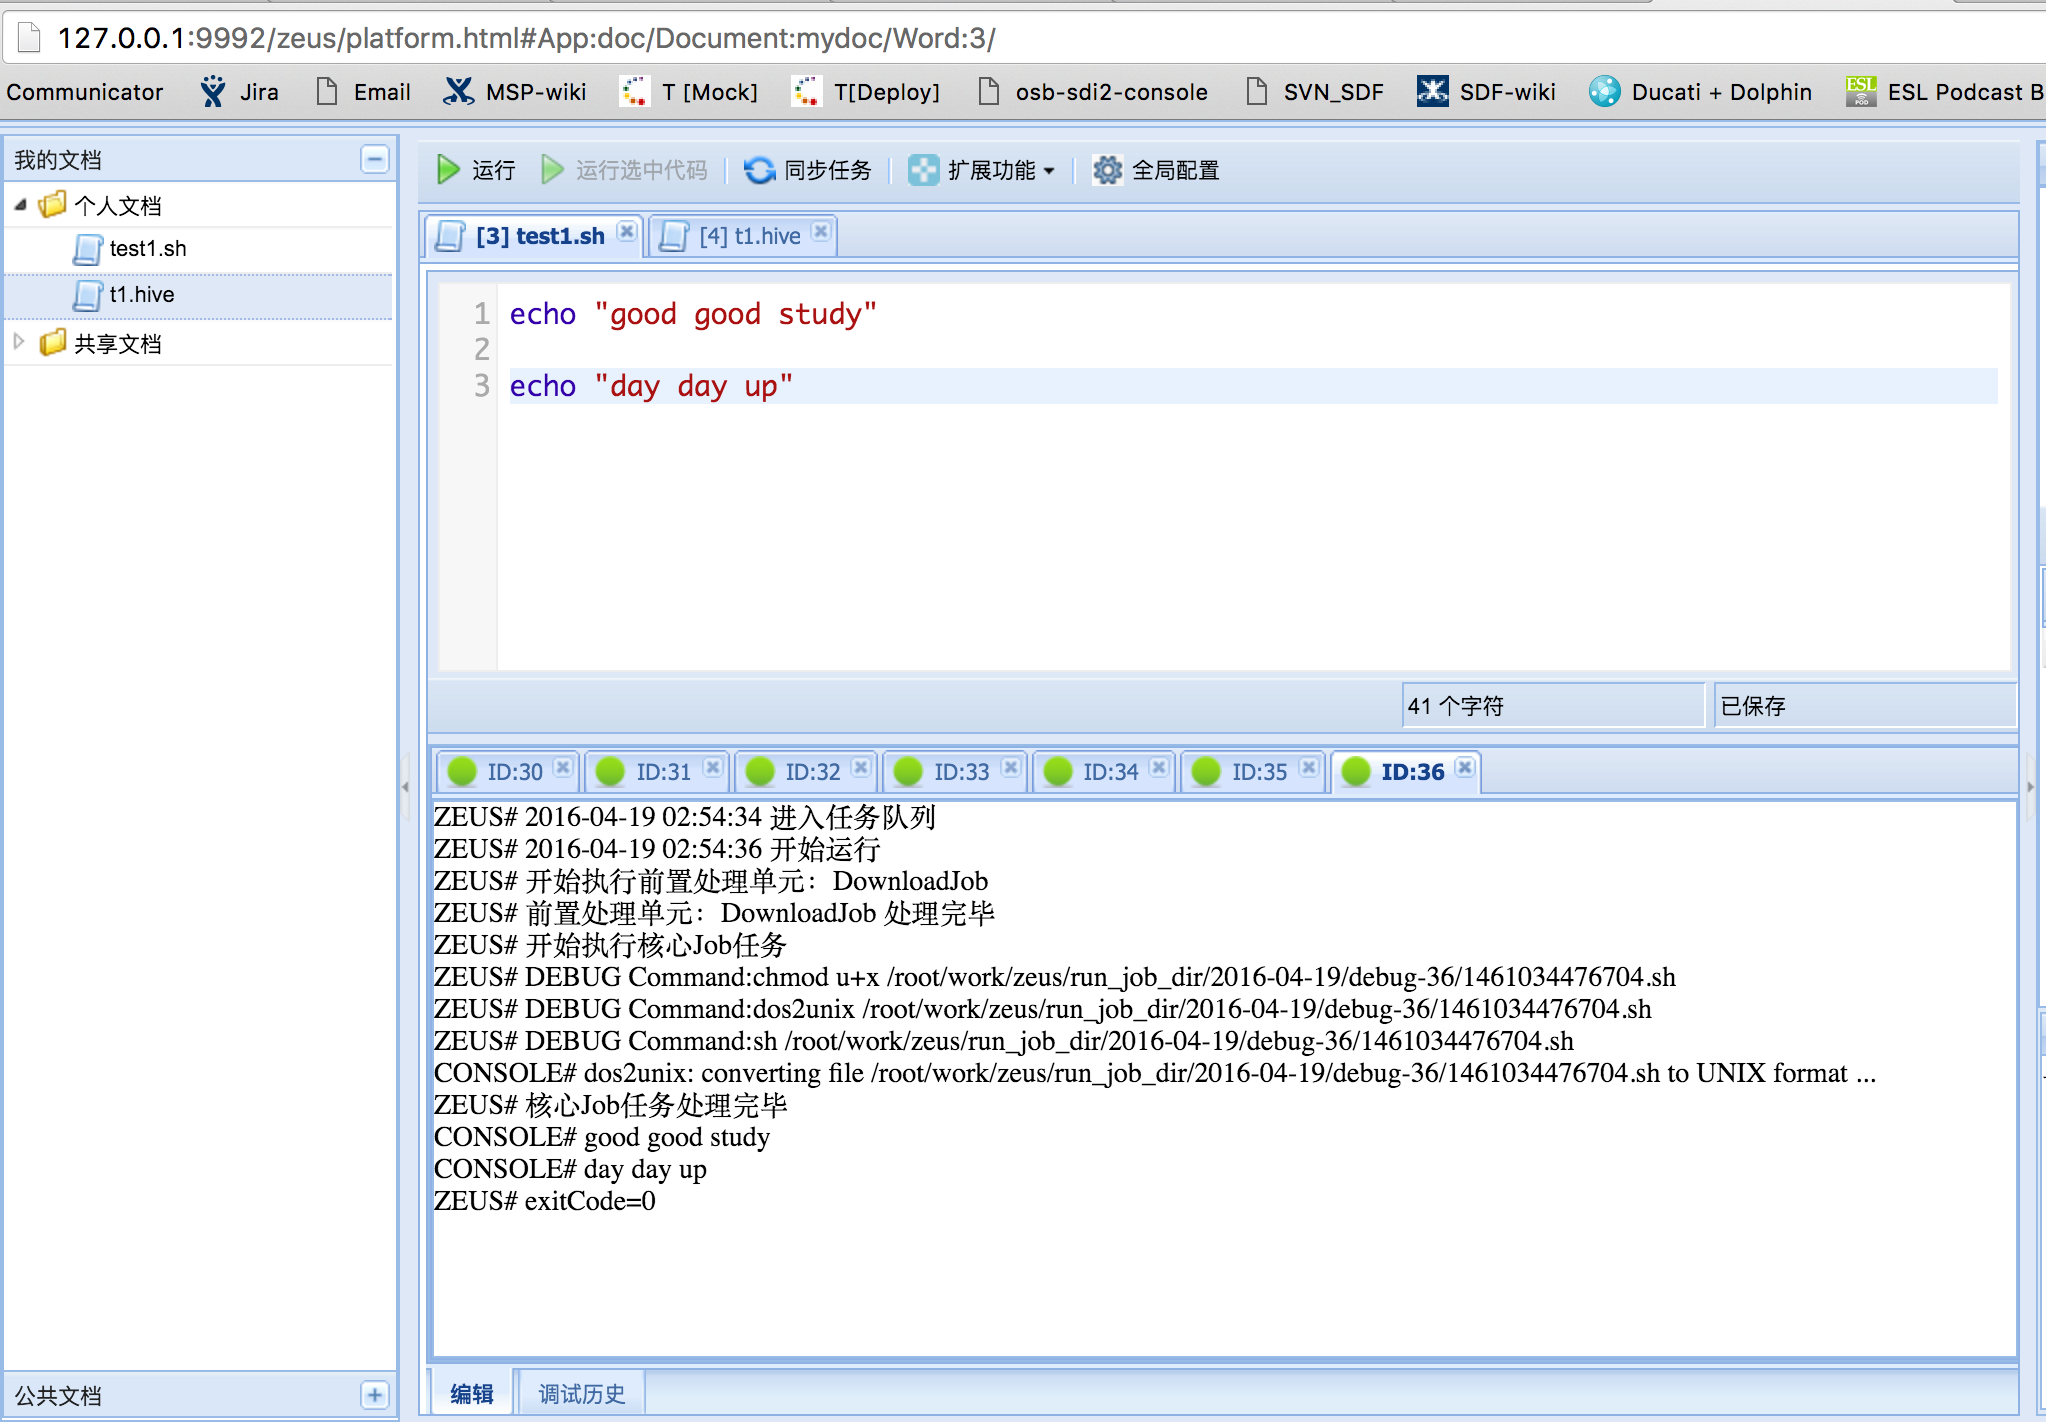 127.0.0.1:9992/zeus/platform.html#App:doc/Document:mydoc/Word:3/
Communicator Jira Email MSP-wiki T [Mock] T[Deploy] osb-sdi2-console SVN_SDF SDF-wiki Ducati + Dolphin ESL POD ESL Podcast B
我的文档
个人文档
test1.sh
t1.hive
共享文档
公共文档
运行 运行选中代码 同步任务 扩展功能 全局配置
[3] test1.sh [4] t1.hive
1 echo "good good study"
2
3 echo "day day up"
41 个字符 已保存
ID:30 ID:31 ID:32 ID:33 ID:34 ID:35 ID:36
ZEUS# 2016-04-19 02:54:34 进入任务队列
ZEUS# 2016-04-19 02:54:36 开始运行
ZEUS# 开始执行前置处理单元：DownloadJob
ZEUS# 前置处理单元：DownloadJob 处理完毕
ZEUS# 开始执行核心Job任务
ZEUS# DEBUG Command:chmod u+x /root/work/zeus/run_job_dir/2016-04-19/debug-36/1461034476704.sh
ZEUS# DEBUG Command:dos2unix /root/work/zeus/run_job_dir/2016-04-19/debug-36/1461034476704.sh
ZEUS# DEBUG Command:sh /root/work/zeus/run_job_dir/2016-04-19/debug-36/1461034476704.sh
CONSOLE# dos2unix: converting file /root/work/zeus/run_job_dir/2016-04-19/debug-36/1461034476704.sh to UNIX format ...
ZEUS# 核心Job任务处理完毕
CONSOLE# good good study
CONSOLE# day day up
ZEUS# exitCode=0
编辑 调试历史